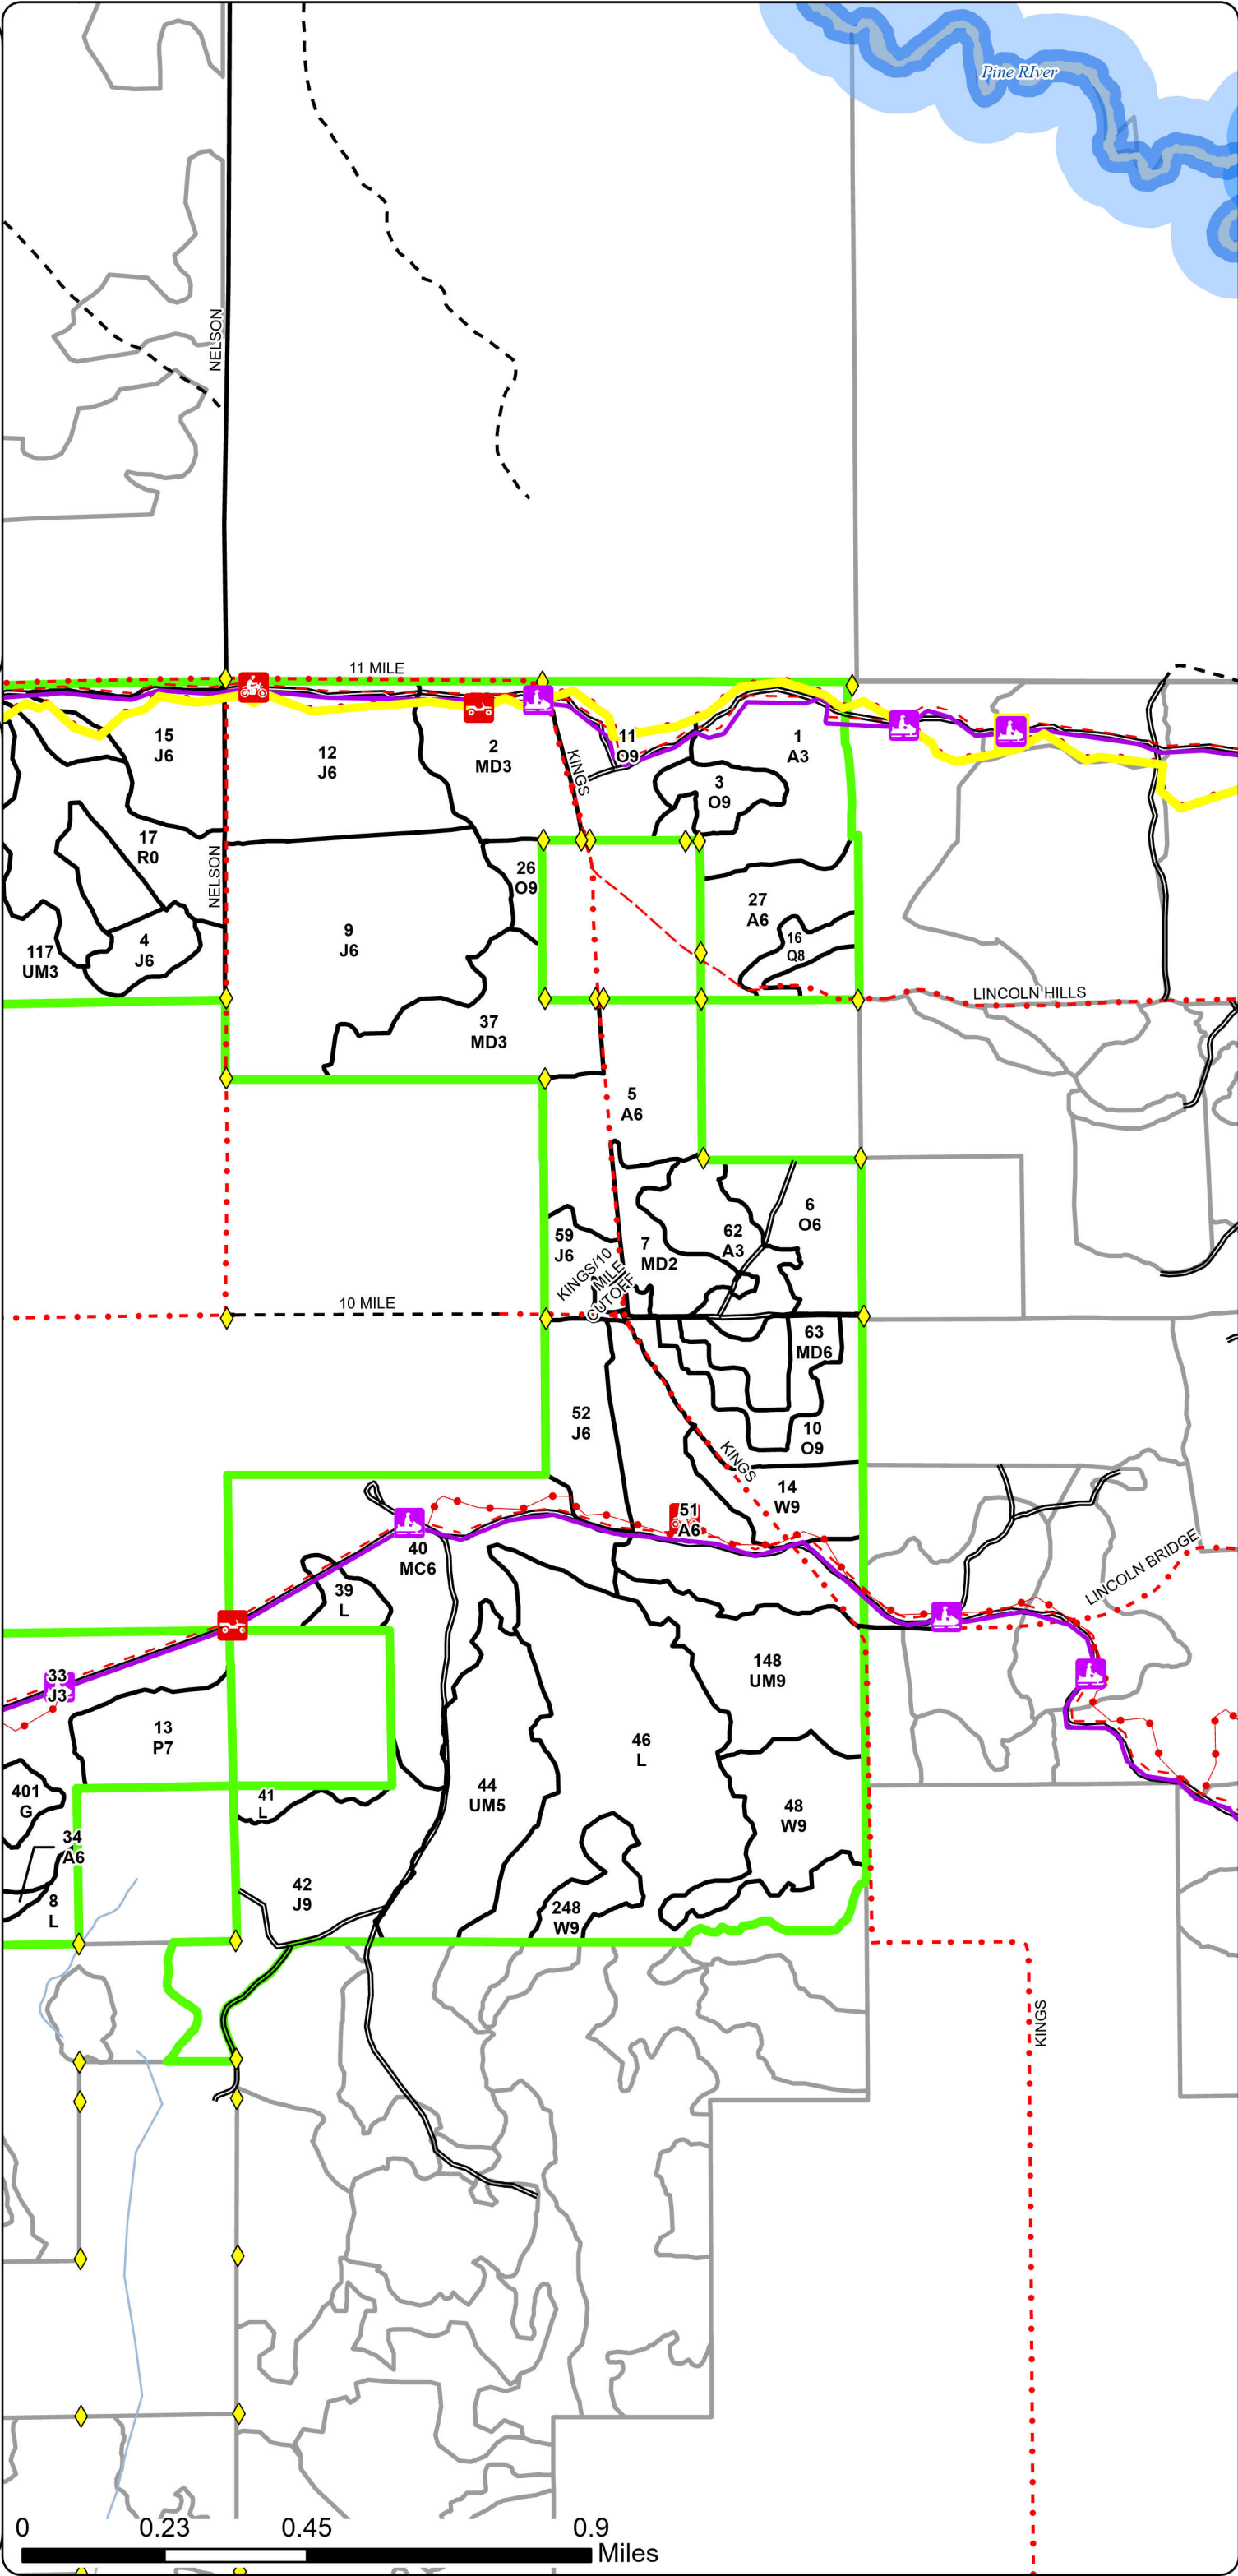 Pine RIver
NELSON
11 MILE
15
J6
12
J6
2
MD3
KINGS
11
O9
1
A3
3
O9
17
R0
NELSON
26
O9
27
A6
16
Q8
117
UM3
4
J6
9
J6
LINCOLN HILLS
37
MD3
5
A6
6
O6
59
J6
7
MD2
62
A3
KINGS/10
MILE
CUTOFF
10 MILE
63
MD6
52
J6
10
O9
KINGS
14
W9
51
A6
40
MC6
39
L
LINCOLN BRIDGE
33
J3
148
UM9
13
P7
46
L
401
G
41
L
44
UM5
48
W9
34
A6
8
L
42
J9
248
W9
KINGS
0 0.23 0.45 0.9
Miles